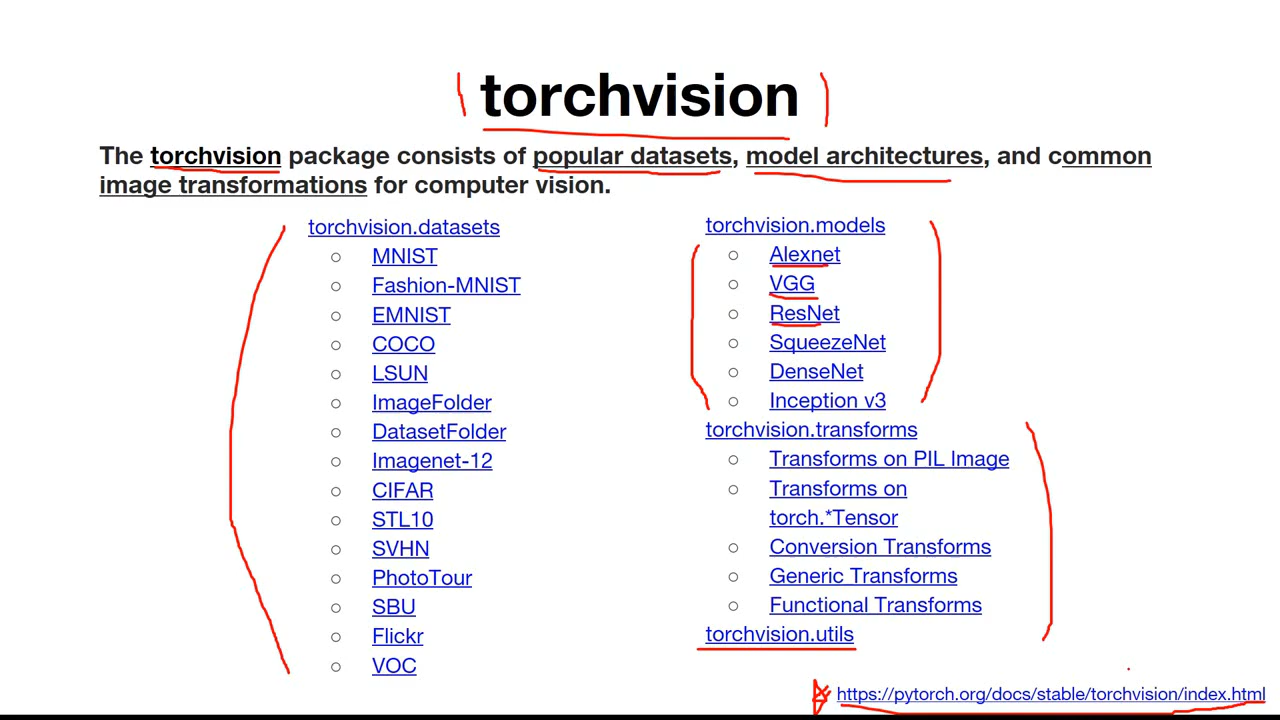 torchvision
The torchvision package consists of popular datasets, model architectures, and common
image transformations for computer vision.
torchvision.datasets
MNIST
Fashion-MNIST
EMNIST
COCO
LSUN
ImageFolder
DatasetFolder
Imagenet-12
CIFAR
STL10
SVHN
PhotoTour
SBU
Flickr
VOC
torchvision.models
Alexnet
VGG
ResNet
SqueezeNet
DenseNet
Inception v3
torchvision.transforms
Transforms on PIL Image
Transforms on
torch.*Tensor
Conversion Transforms
Generic Transforms
Functional Transforms
torchvision.utils
https://pytorch.org/docs/stable/torchvision/index.html